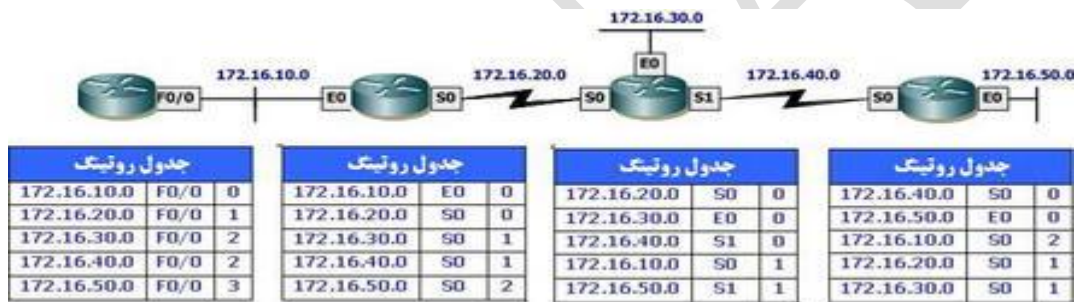 172.16.30.0
E0
172.16.10.0 172.16.20.0 172.16.40.0 172.16.50.0
F0/0 E0 S0 S0 S1 S0 E0
جدول روتینگ
172.16.10.0 F0/0 0
172.16.20.0 F0/0 1
172.16.30.0 F0/0 2
172.16.40.0 F0/0 2
172.16.50.0 F0/0 3
جدول روتینگ
172.16.10.0 E0 0
172.16.20.0 S0 0
172.16.30.0 S0 1
172.16.40.0 S0 1
172.16.50.0 S0 2
جدول روتینگ
172.16.20.0 S0 0
172.16.30.0 E0 0
172.16.40.0 S1 0
172.16.10.0 S0 1
172.16.50.0 S1 1
جدول روتینگ
172.16.40.0 S0 0
172.16.50.0 E0 0
172.16.10.0 S0 2
172.16.20.0 S0 1
172.16.30.0 S0 1